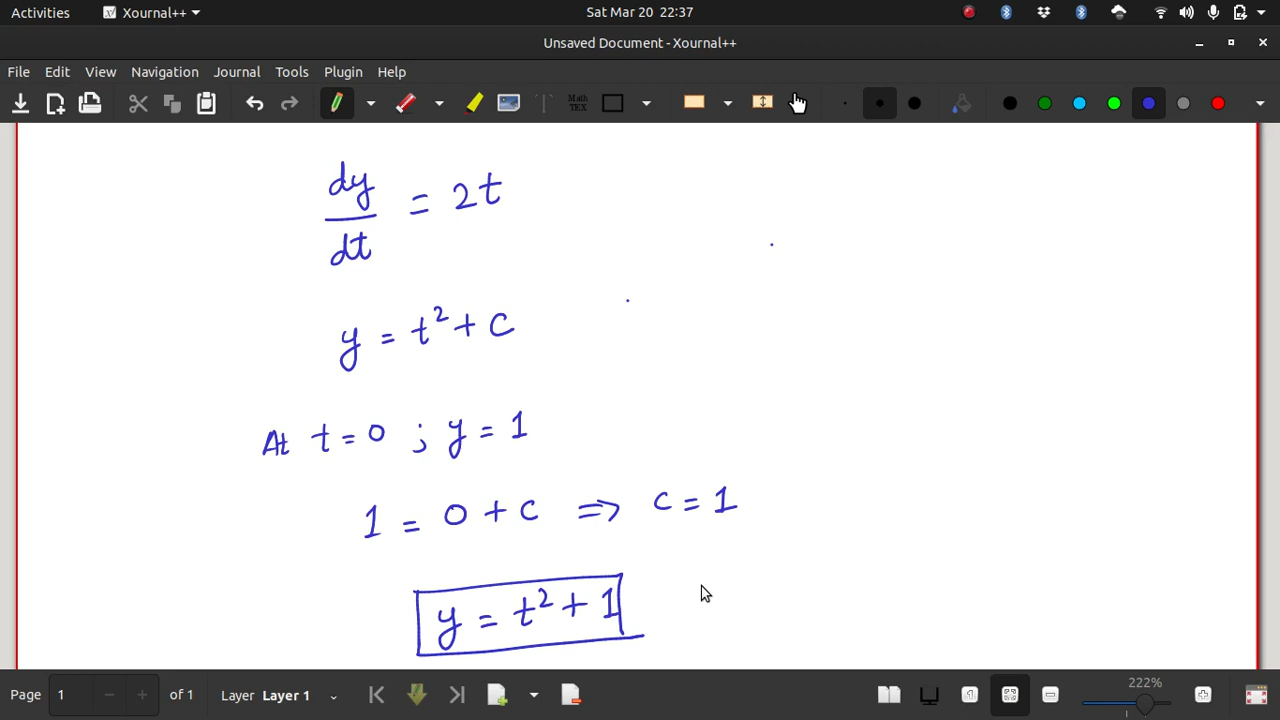 Activities Xournal++ Sat Mar 20 22:37
Unsaved Document - Xournal++
File Edit View Navigation Journal Tools Plugin Help
Math TEX
dy/dt = 2t
y = t² + c
At t = 0 ; y = 1
1 = 0 + c ⇒ c = 1
y = t² + 1
Page 1 of 1 Layer Layer 1 222%